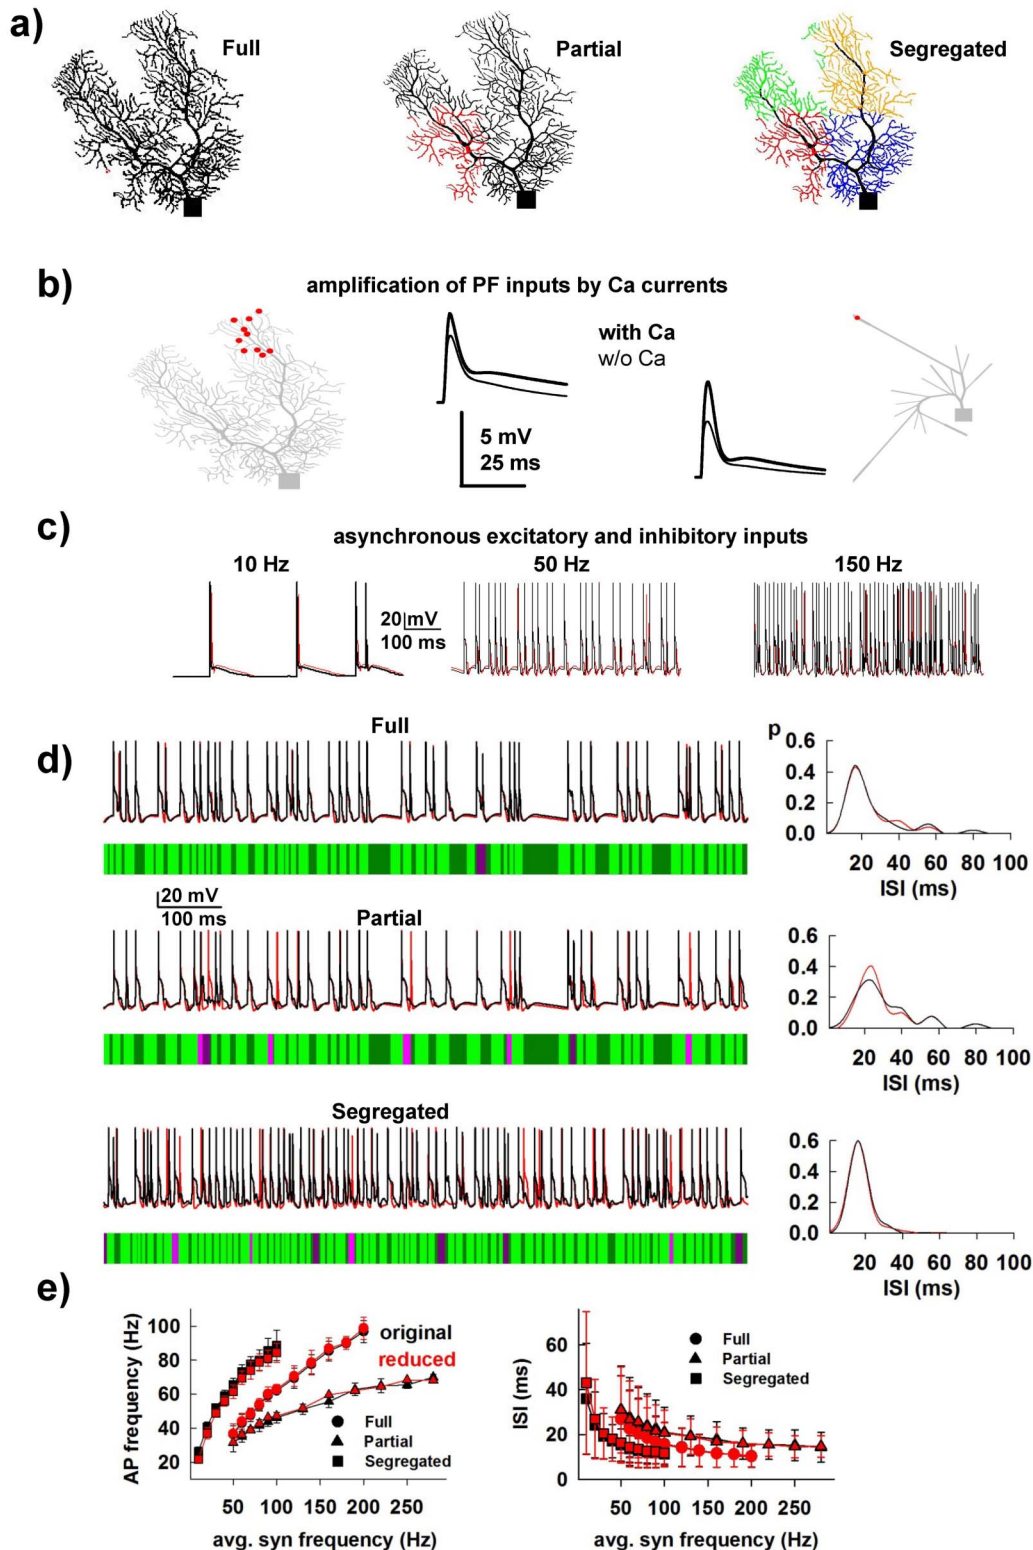 a)
Full
Partial
Segregated
b)
amplification of PF inputs by Ca currents
with Ca
w/o Ca
5 mV
25 ms
c)
asynchronous excitatory and inhibitory inputs
10 Hz
50 Hz
150 Hz
20 mV
100 ms
d)
Full
p
0.6
0.4
0.2
0.0
20 40 60 80 100
ISI (ms)
20 mV
100 ms
Partial
0.6
0.4
0.2
0.0
20 40 60 80 100
ISI (ms)
Segregated
0.6
0.4
0.2
0.0
20 40 60 80 100
ISI (ms)
e)
AP frequency (Hz)
100
80
60
40
20
original
reduced
Full
Partial
Segregated
50 100 150 200 250
avg. syn frequency (Hz)
ISI (ms)
60
40
20
0
Full
Partial
Segregated
50 100 150 200 250
avg. syn frequency (Hz)